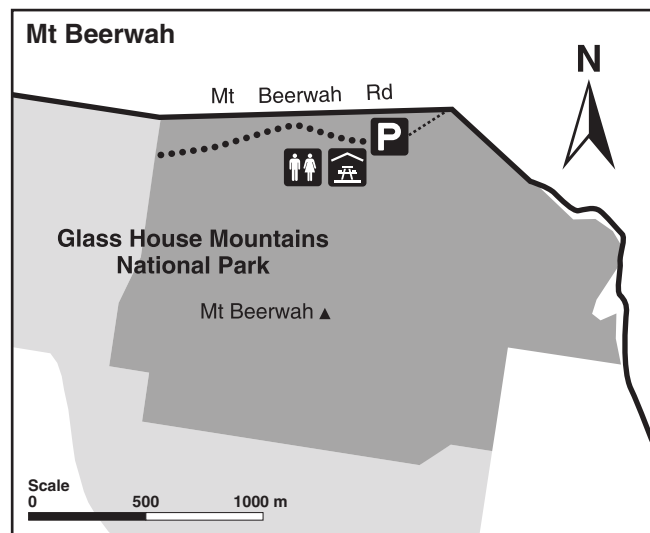 Mt Beerwah
N
Mt Beerwah Rd
P
Glass House Mountains
National Park
Mt Beerwah
Scale
0 500 1000 m